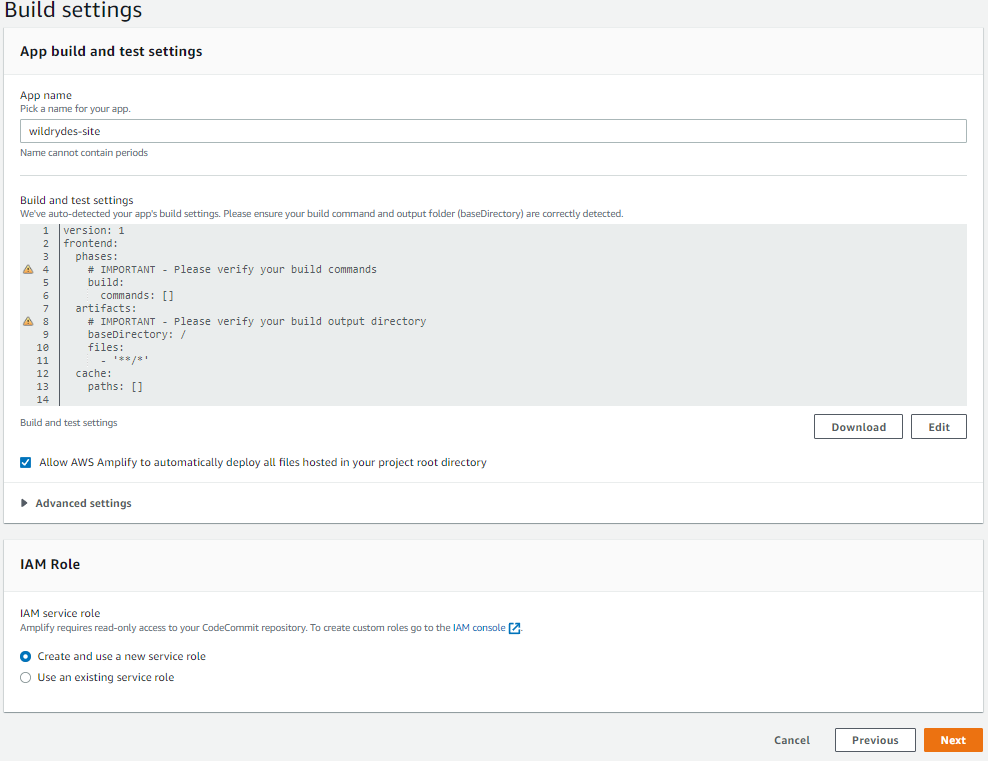 Build settings
App build and test settings
App name
Pick a name for your app.
wildrydes-site
Name cannot contain periods
Build and test settings
We've auto-detected your app's build settings. Please ensure your build command and output folder (baseDirectory) are correctly detected.
1 version: 1
2 frontend:
3   phases:
4     # IMPORTANT - Please verify your build commands
5     build:
6       commands: []
7   artifacts:
8     # IMPORTANT - Please verify your build output directory
9     baseDirectory: /
10     files:
11       - '**/*'
12   cache:
13     paths: []
14
Build and test settings
Download Edit
Allow AWS Amplify to automatically deploy all files hosted in your project root directory
Advanced settings
IAM Role
IAM service role
Amplify requires read-only access to your CodeCommit repository. To create custom roles go to the IAM console.
Create and use a new service role
Use an existing service role
Cancel Previous Next